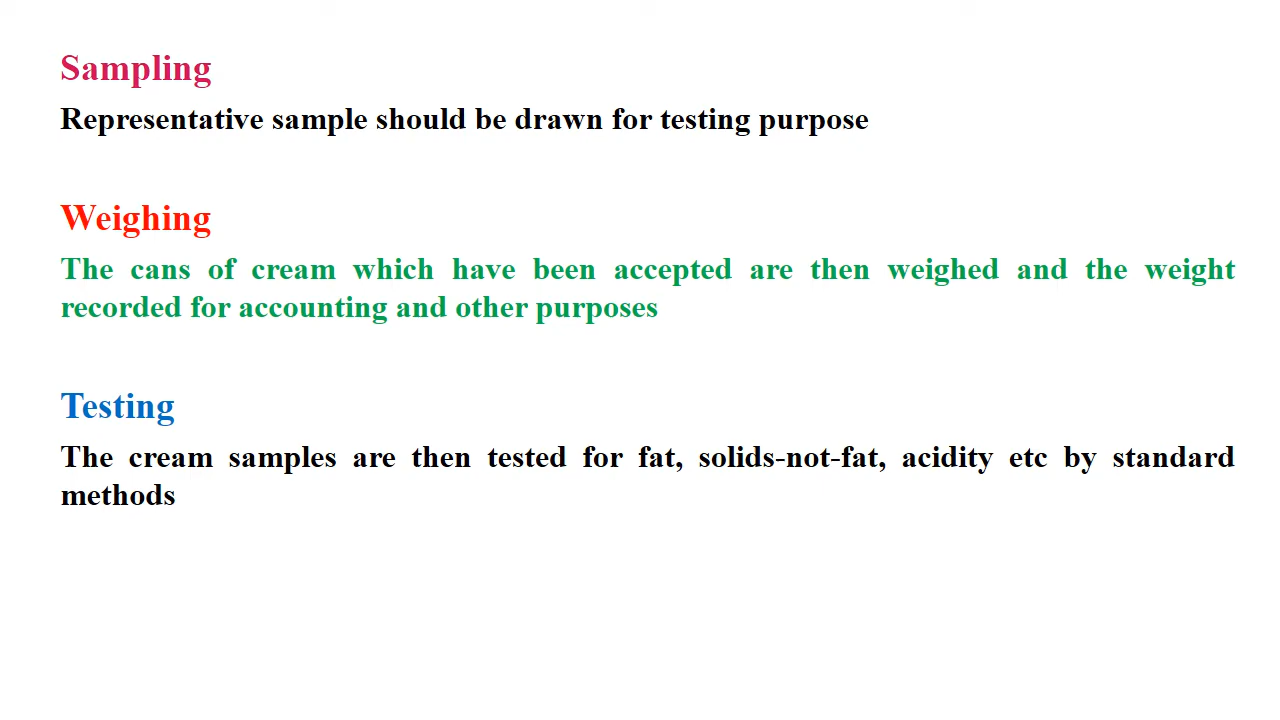 Sampling
Representative sample should be drawn for testing purpose
Weighing
The cans of cream which have been accepted are then weighed and the weight
recorded for accounting and other purposes
Testing
The cream samples are then tested for fat, solids-not-fat, acidity etc by standard
methods